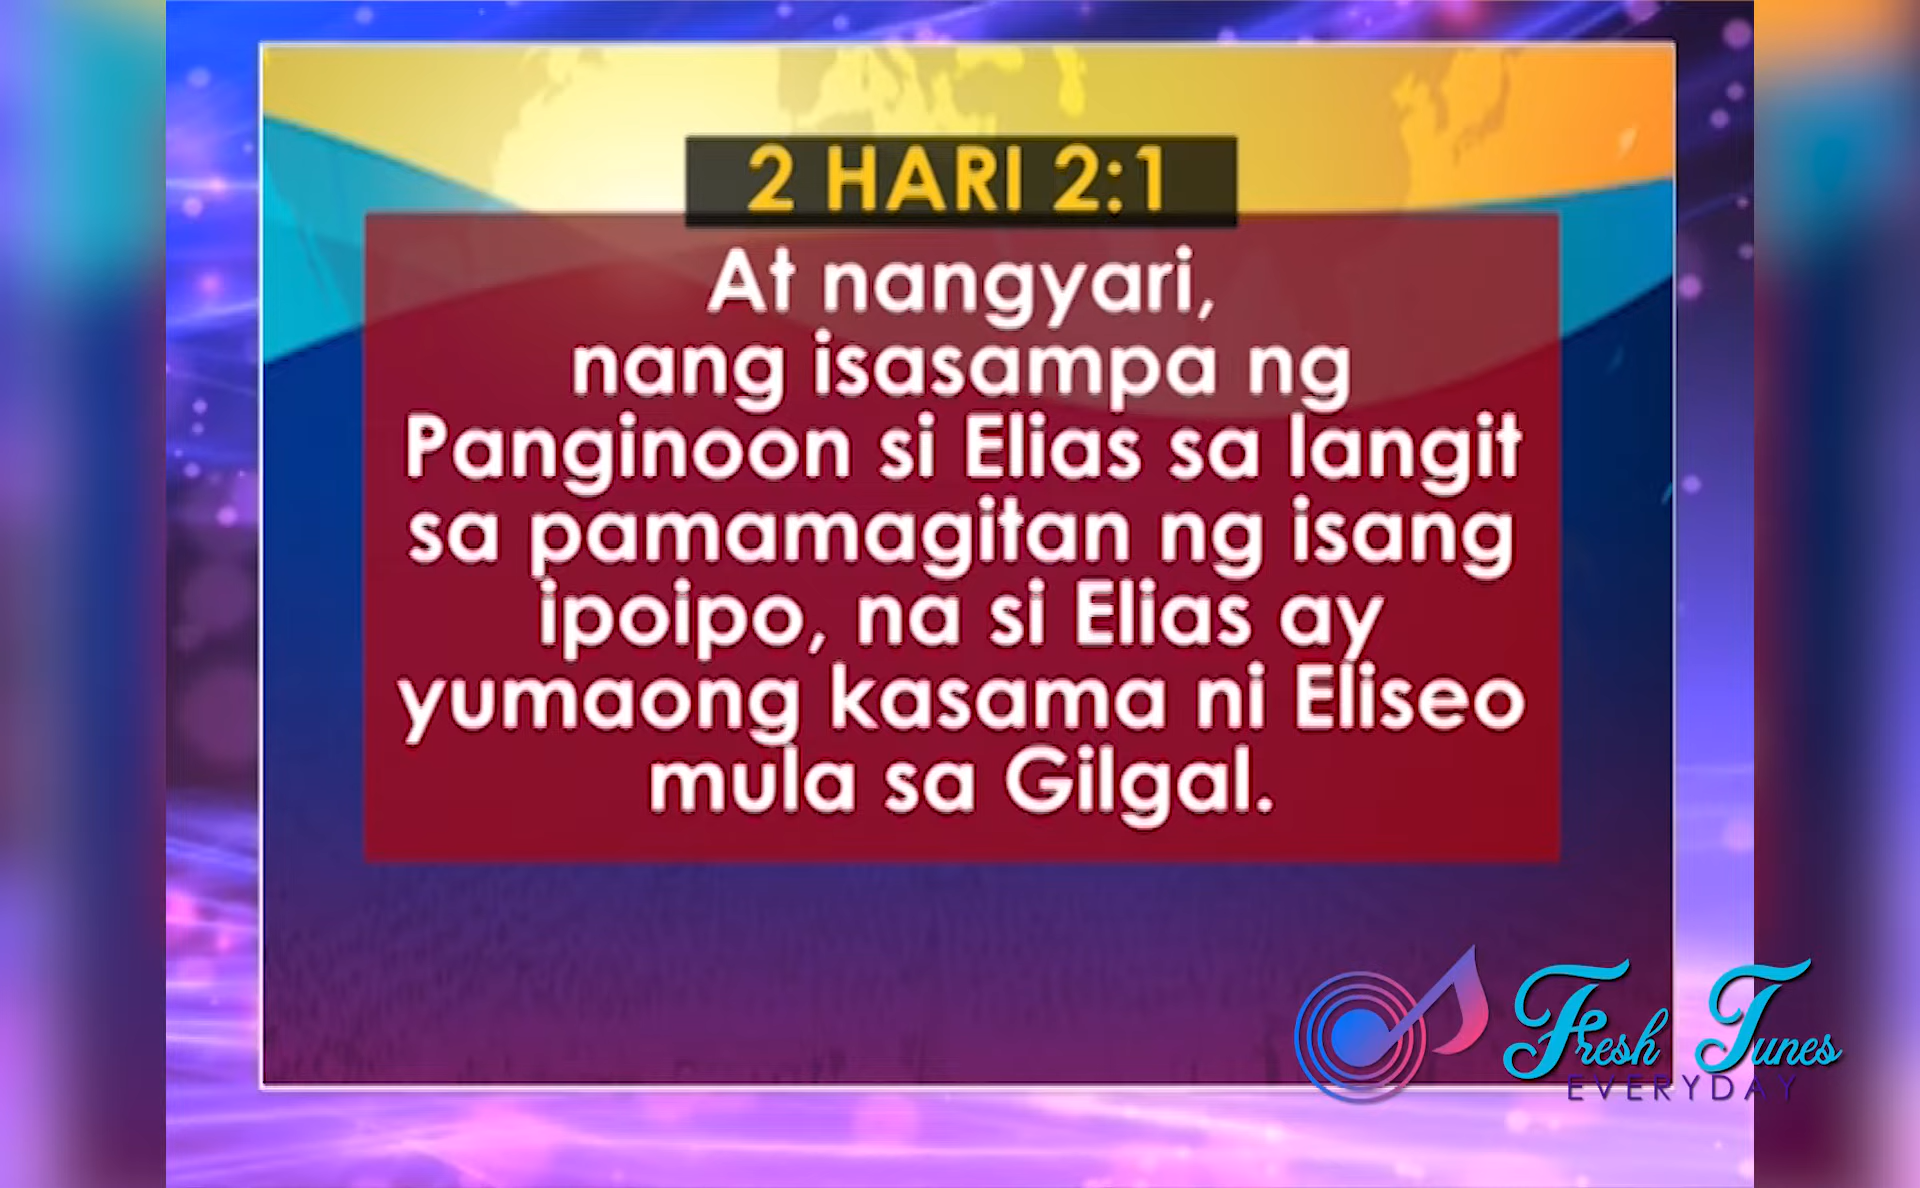 2 HARI 2:1
At nangyari,
nang isasampa ng
Panginoon si Elias sa langit
sa pamamagitan ng isang
ipoipo, na si Elias ay
yumaong kasama ni Eliseo
mula sa Gilgal.
Fresh Tunes
EVERYDAY